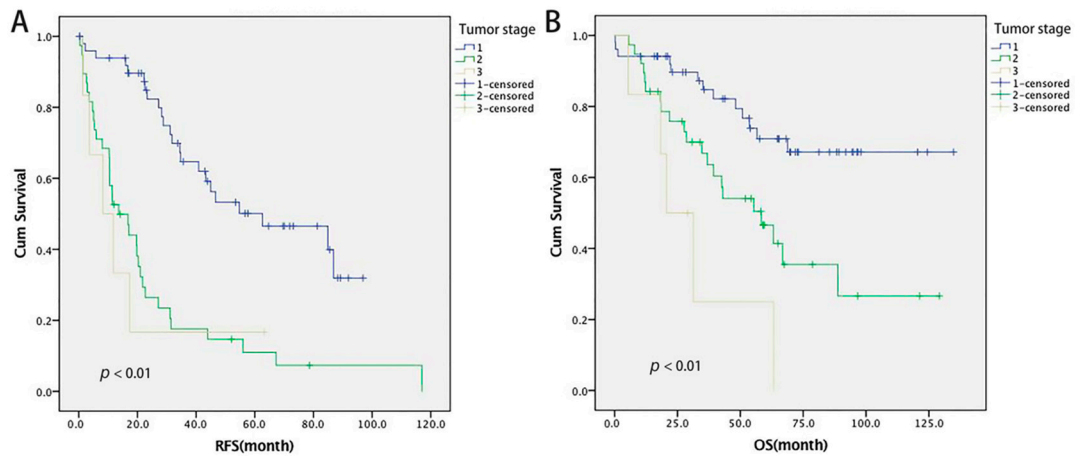 A
Tumor stage
1
2
3
1-censored
2-censored
3-censored
Cum Survival
1.0
0.8
0.6
0.4
0.2
0.0
p < 0.01
0.0 20.0 40.0 60.0 80.0 100.0 120.0
RFS(month)
B
Tumor stage
1
2
3
1-censored
2-censored
3-censored
Cum Survival
1.0
0.8
0.6
0.4
0.2
0.0
p < 0.01
0.0 25.0 50.0 75.0 100.0 125.0
OS(month)